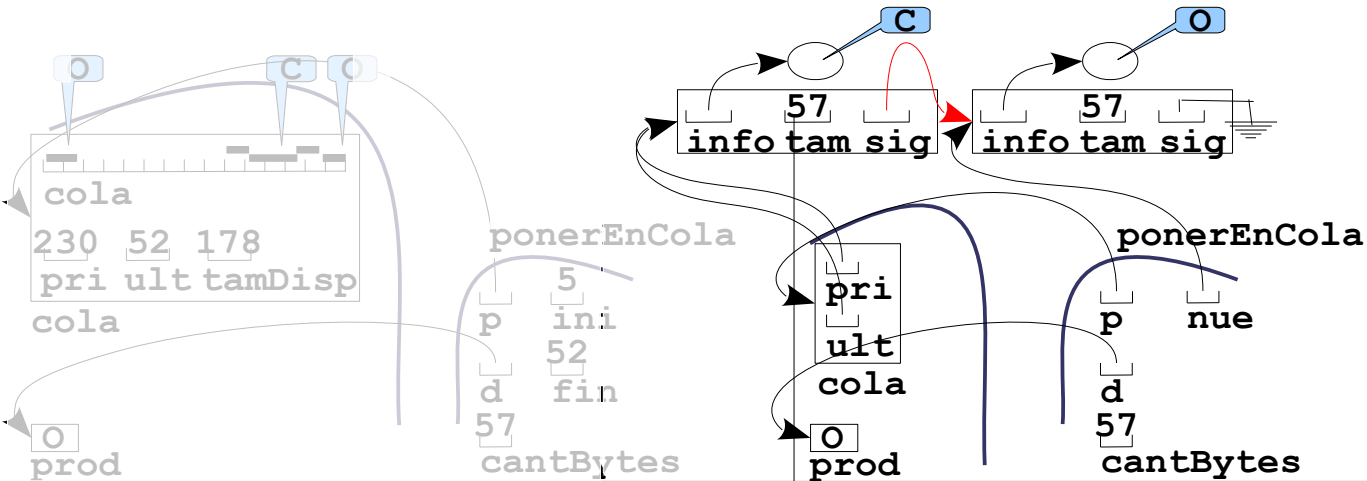 O C O
cola
230 52 178
pri ult tamDisp
cola
ponerEnCola
5
p ini
52
d fin
57
cantBytes
O
prod
C O
57 57
info tam sig info tam sig
ponerEnCola
pri
p nue
ult
cola
d
57
cantBytes
O
prod